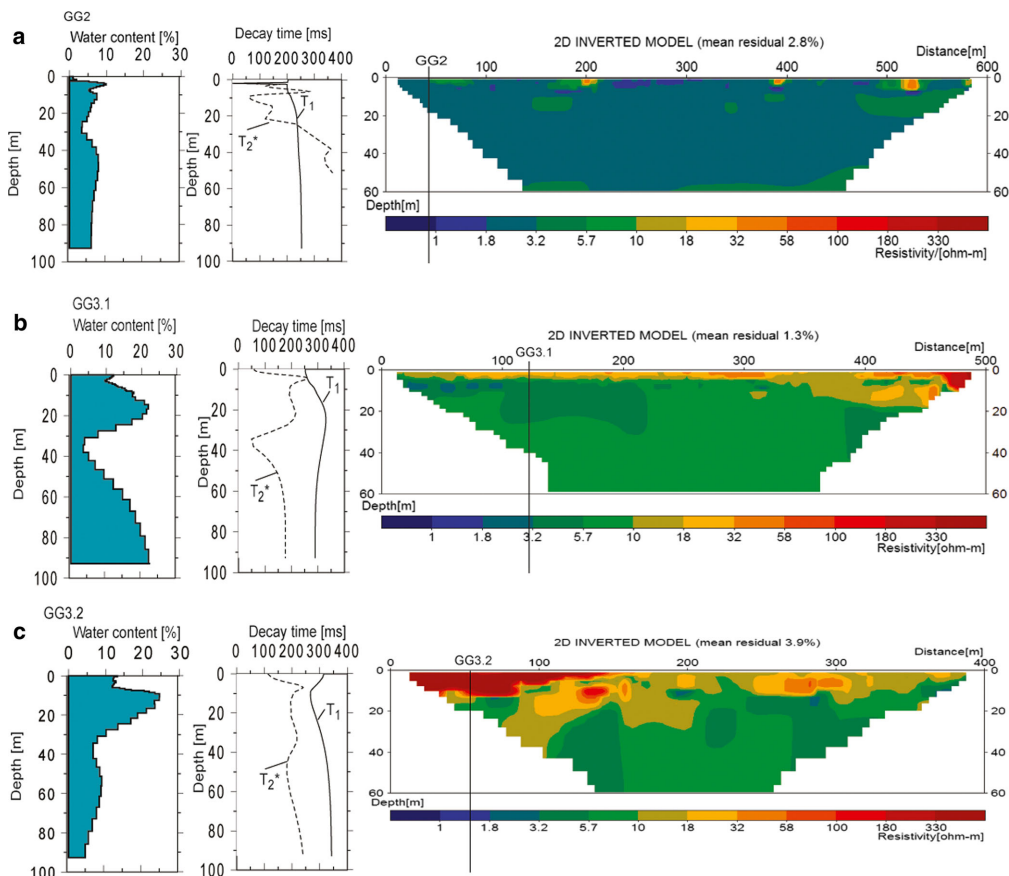 GG2
a
Water content [%]
0 10 20 30
Depth [m]
0
20
40
60
80
100
Decay time [ms]
0 100 200 300 400
Depth [m]
0
20
40
60
80
100
T1
T2*
2D INVERTED MODEL (mean residual 2.8%)
Distance[m]
GG2
0 100 200 300 400 500 600
0
20
40
60
0
20
40
60
Depth[m]
1 1.8 3.2 5.7 10 18 32 58 100 180 330
Resistivity/[ohm-m]
b
GG3.1
Water content [%]
0 10 20 30
Depth [m]
0
20
40
60
80
100
Decay time [ms]
0 100 200 300 400
Depth [m]
0
20
40
60
80
100
T1
T2*
2D INVERTED MODEL (mean residual 1.3%)
Distance[m]
GG3.1
0 100 200 300 400 500
0
20
40
60
0
20
40
60
Depth[m]
1 1.8 3.2 5.7 10 18 32 58 100 180 330
Resistivity[ohm-m]
c
GG3.2
Water content [%]
0 10 20 30
Depth [m]
0
20
40
60
80
100
Decay time [ms]
0 100 200 300 400
Depth [m]
0
20
40
60
80
100
T1
T2*
2D INVERTED MODEL (mean residual 3.9%)
Distance[m]
GG3.2
0 100 200 300 400
0
20
40
60
0
20
40
60
Depth[m]
1 1.8 3.2 5.7 10 18 32 58 100 180 330
Resistivity[ohm-m]